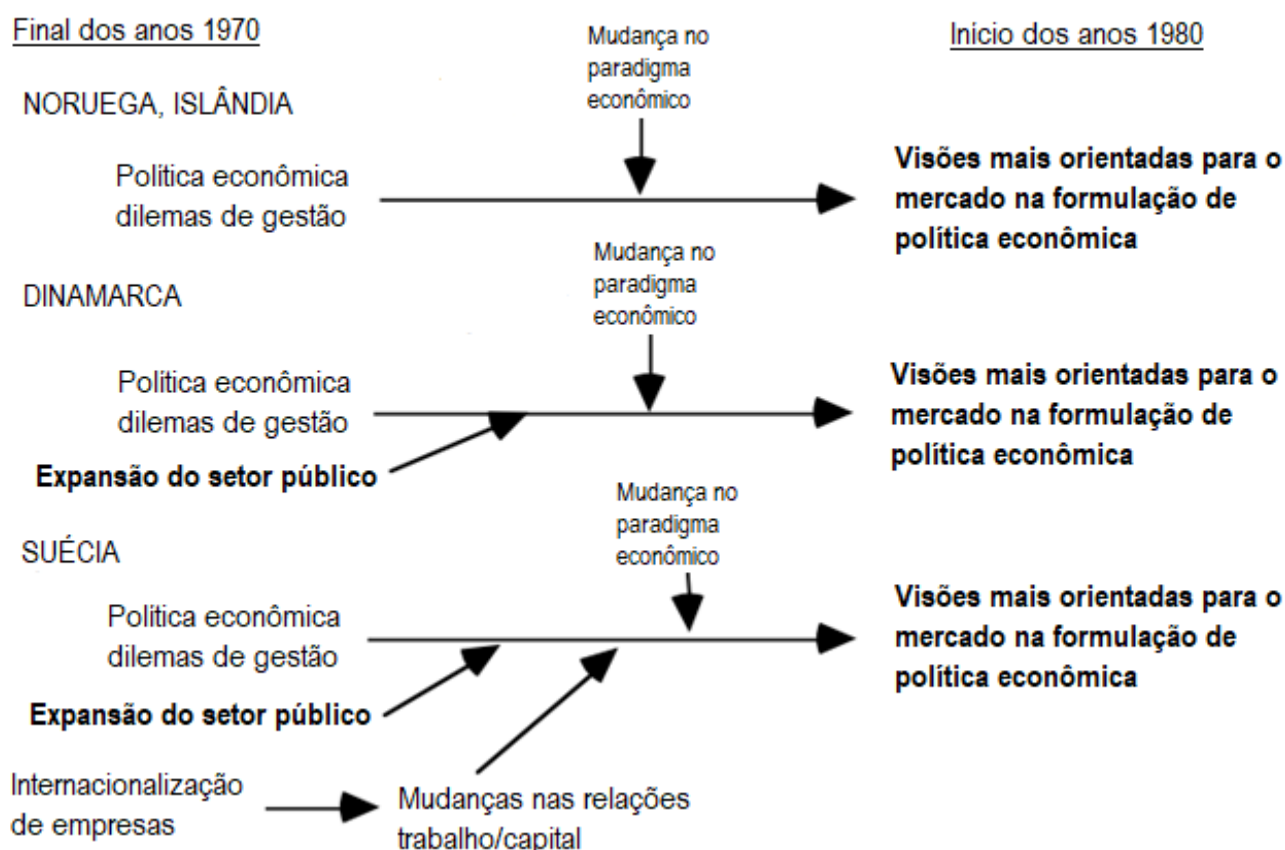 Final dos anos 1970
Início dos anos 1980
Mudança no
paradigma
econômico
NORUEGA, ISLÂNDIA
Política econômica
dilemas de gestão
Visões mais orientadas para o
mercado na formulação de
política econômica
Mudança no
paradigma
econômico
DINAMARCA
Política econômica
dilemas de gestão
Expansão do setor público
Visões mais orientadas para o
mercado na formulação de
política econômica
Mudança no
paradigma
econômico
SUÉCIA
Política econômica
dilemas de gestão
Expansão do setor público
Visões mais orientadas para o
mercado na formulação de
política econômica
Internacionalização
de empresas
Mudanças nas relações
trabalho/capital